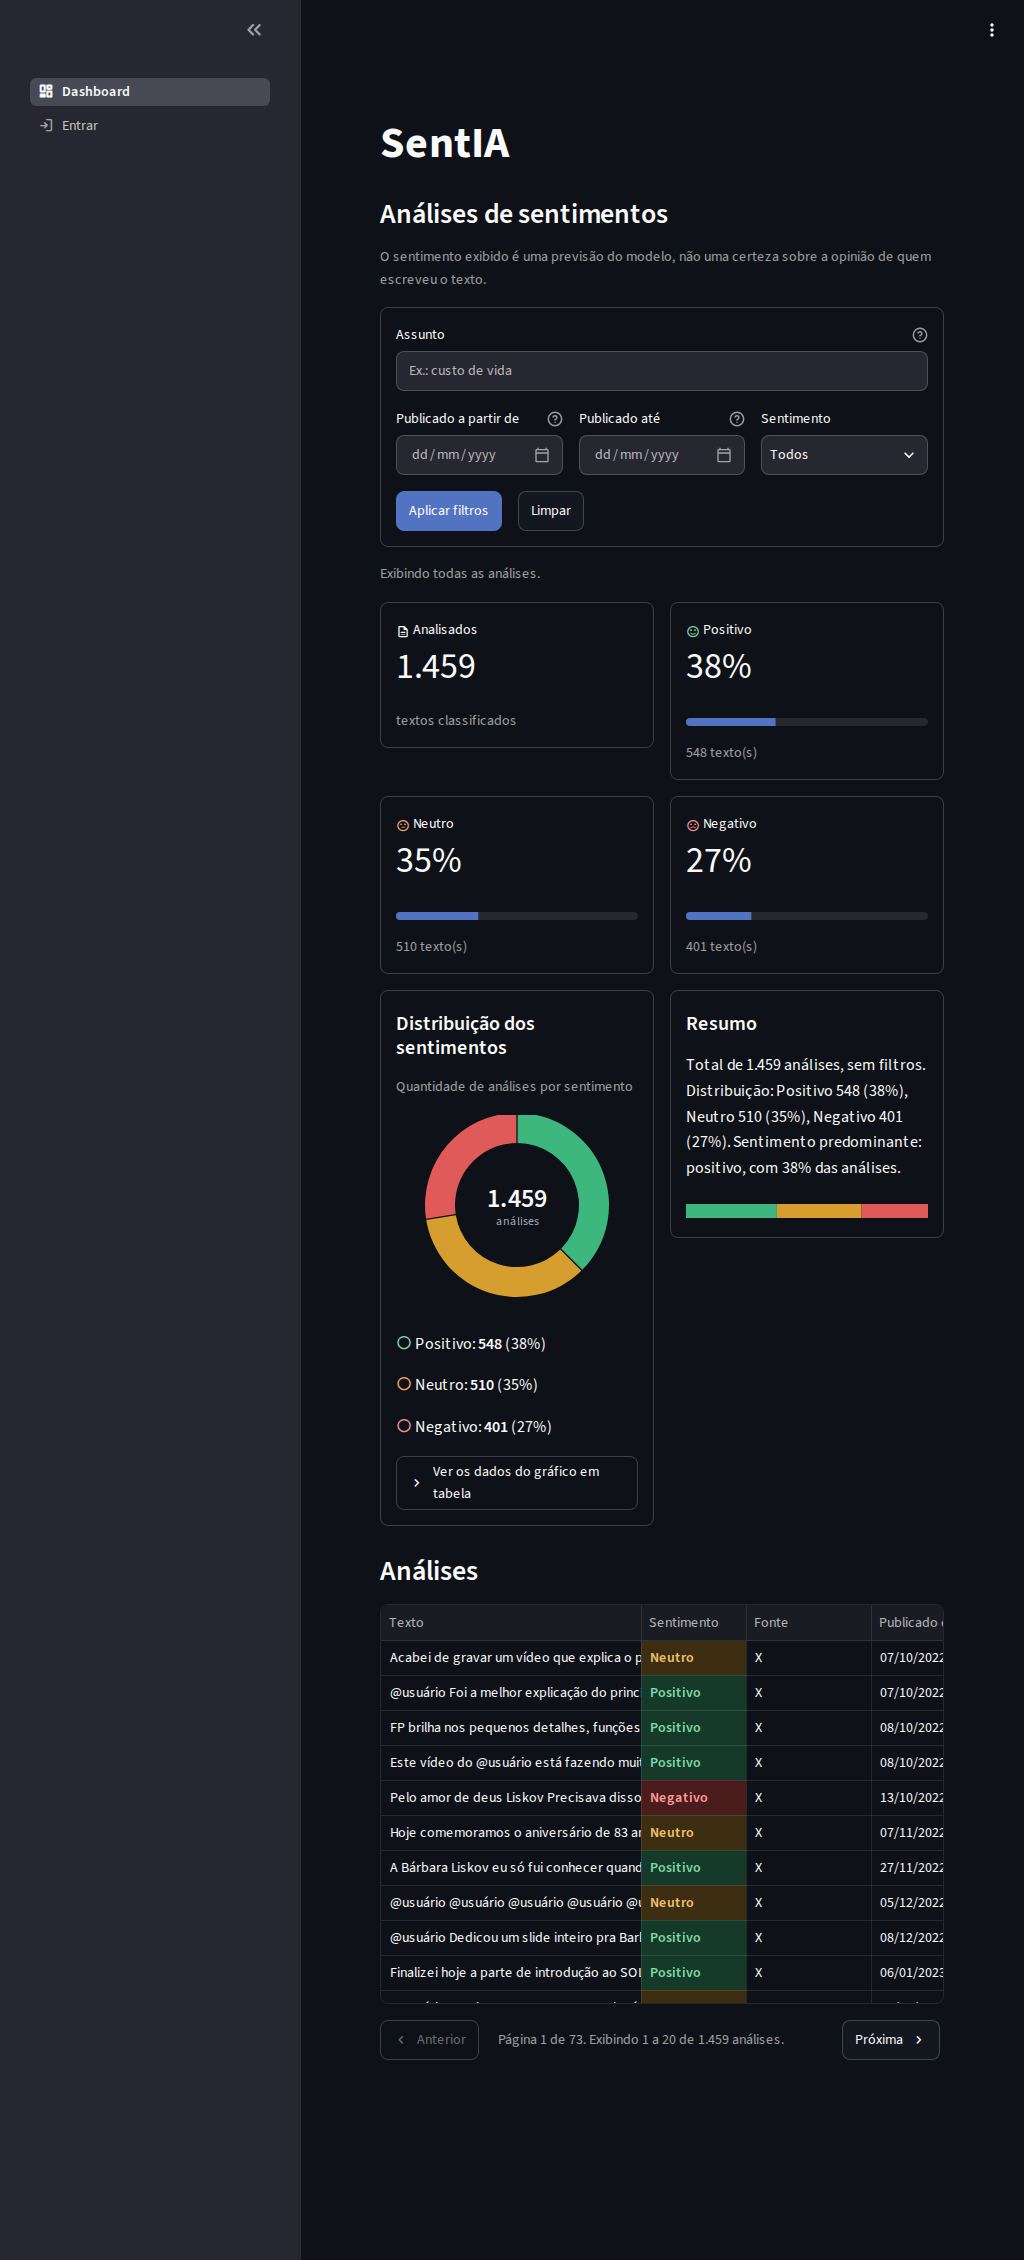 Dashboard
Entrar
SentIA
Análises de sentimentos
O sentimento exibido é uma previsão do modelo, não uma certeza sobre a opinião de quem
escreveu o texto.
Assunto
Ex.: custo de vida
Publicado a partir de
Publicado até
Sentimento
dd/mm/yyyy
dd/mm/yyyy
Todos
Aplicar filtros
Limpar
Exibindo todas as análises.
Analisados
1.459
textos classificados
Positivo
38%
548 texto(s)
Neutro
35%
510 texto(s)
Negativo
27%
401 texto(s)
Distribuição dos
sentimentos
Quantidade de análises por sentimento
1.459
análises
Positivo: 548 (38%)
Neutro: 510 (35%)
Negativo: 401 (27%)
Ver os dados do gráfico em
tabela
Resumo
Total de 1.459 análises, sem filtros.
Distribuição: Positivo 548 (38%),
Neutro 510 (35%), Negativo 401
(27%). Sentimento predominante:
positivo, com 38% das análises.
Análises
Texto Sentimento Fonte Publicado
Acabei de gravar um vídeo que explica o p Neutro X 07/10/2022
@usuário Foi a melhor explicação do princ Positivo X 07/10/2022
FP brilha nos pequenos detalhes, funções Positivo X 08/10/2022
Este vídeo do @usuário está fazendo muit Positivo X 08/10/2022
Pelo amor de deus Liskov Precisava disso Negativo X 13/10/2022
Hoje comemoramos o aniversário de 83 an Neutro X 07/11/2022
A Bárbara Liskov eu só fui conhecer quand Positivo X 27/11/2022
@usuário @usuário @usuário @usuário @u Neutro X 05/12/2022
@usuário Dedicou um slide inteiro pra Bar Positivo X 08/12/2022
Finalizei hoje a parte de introdução ao SOL Positivo X 06/01/2023
Anterior
Página 1 de 73. Exibindo 1 a 20 de 1.459 análises.
Próxima